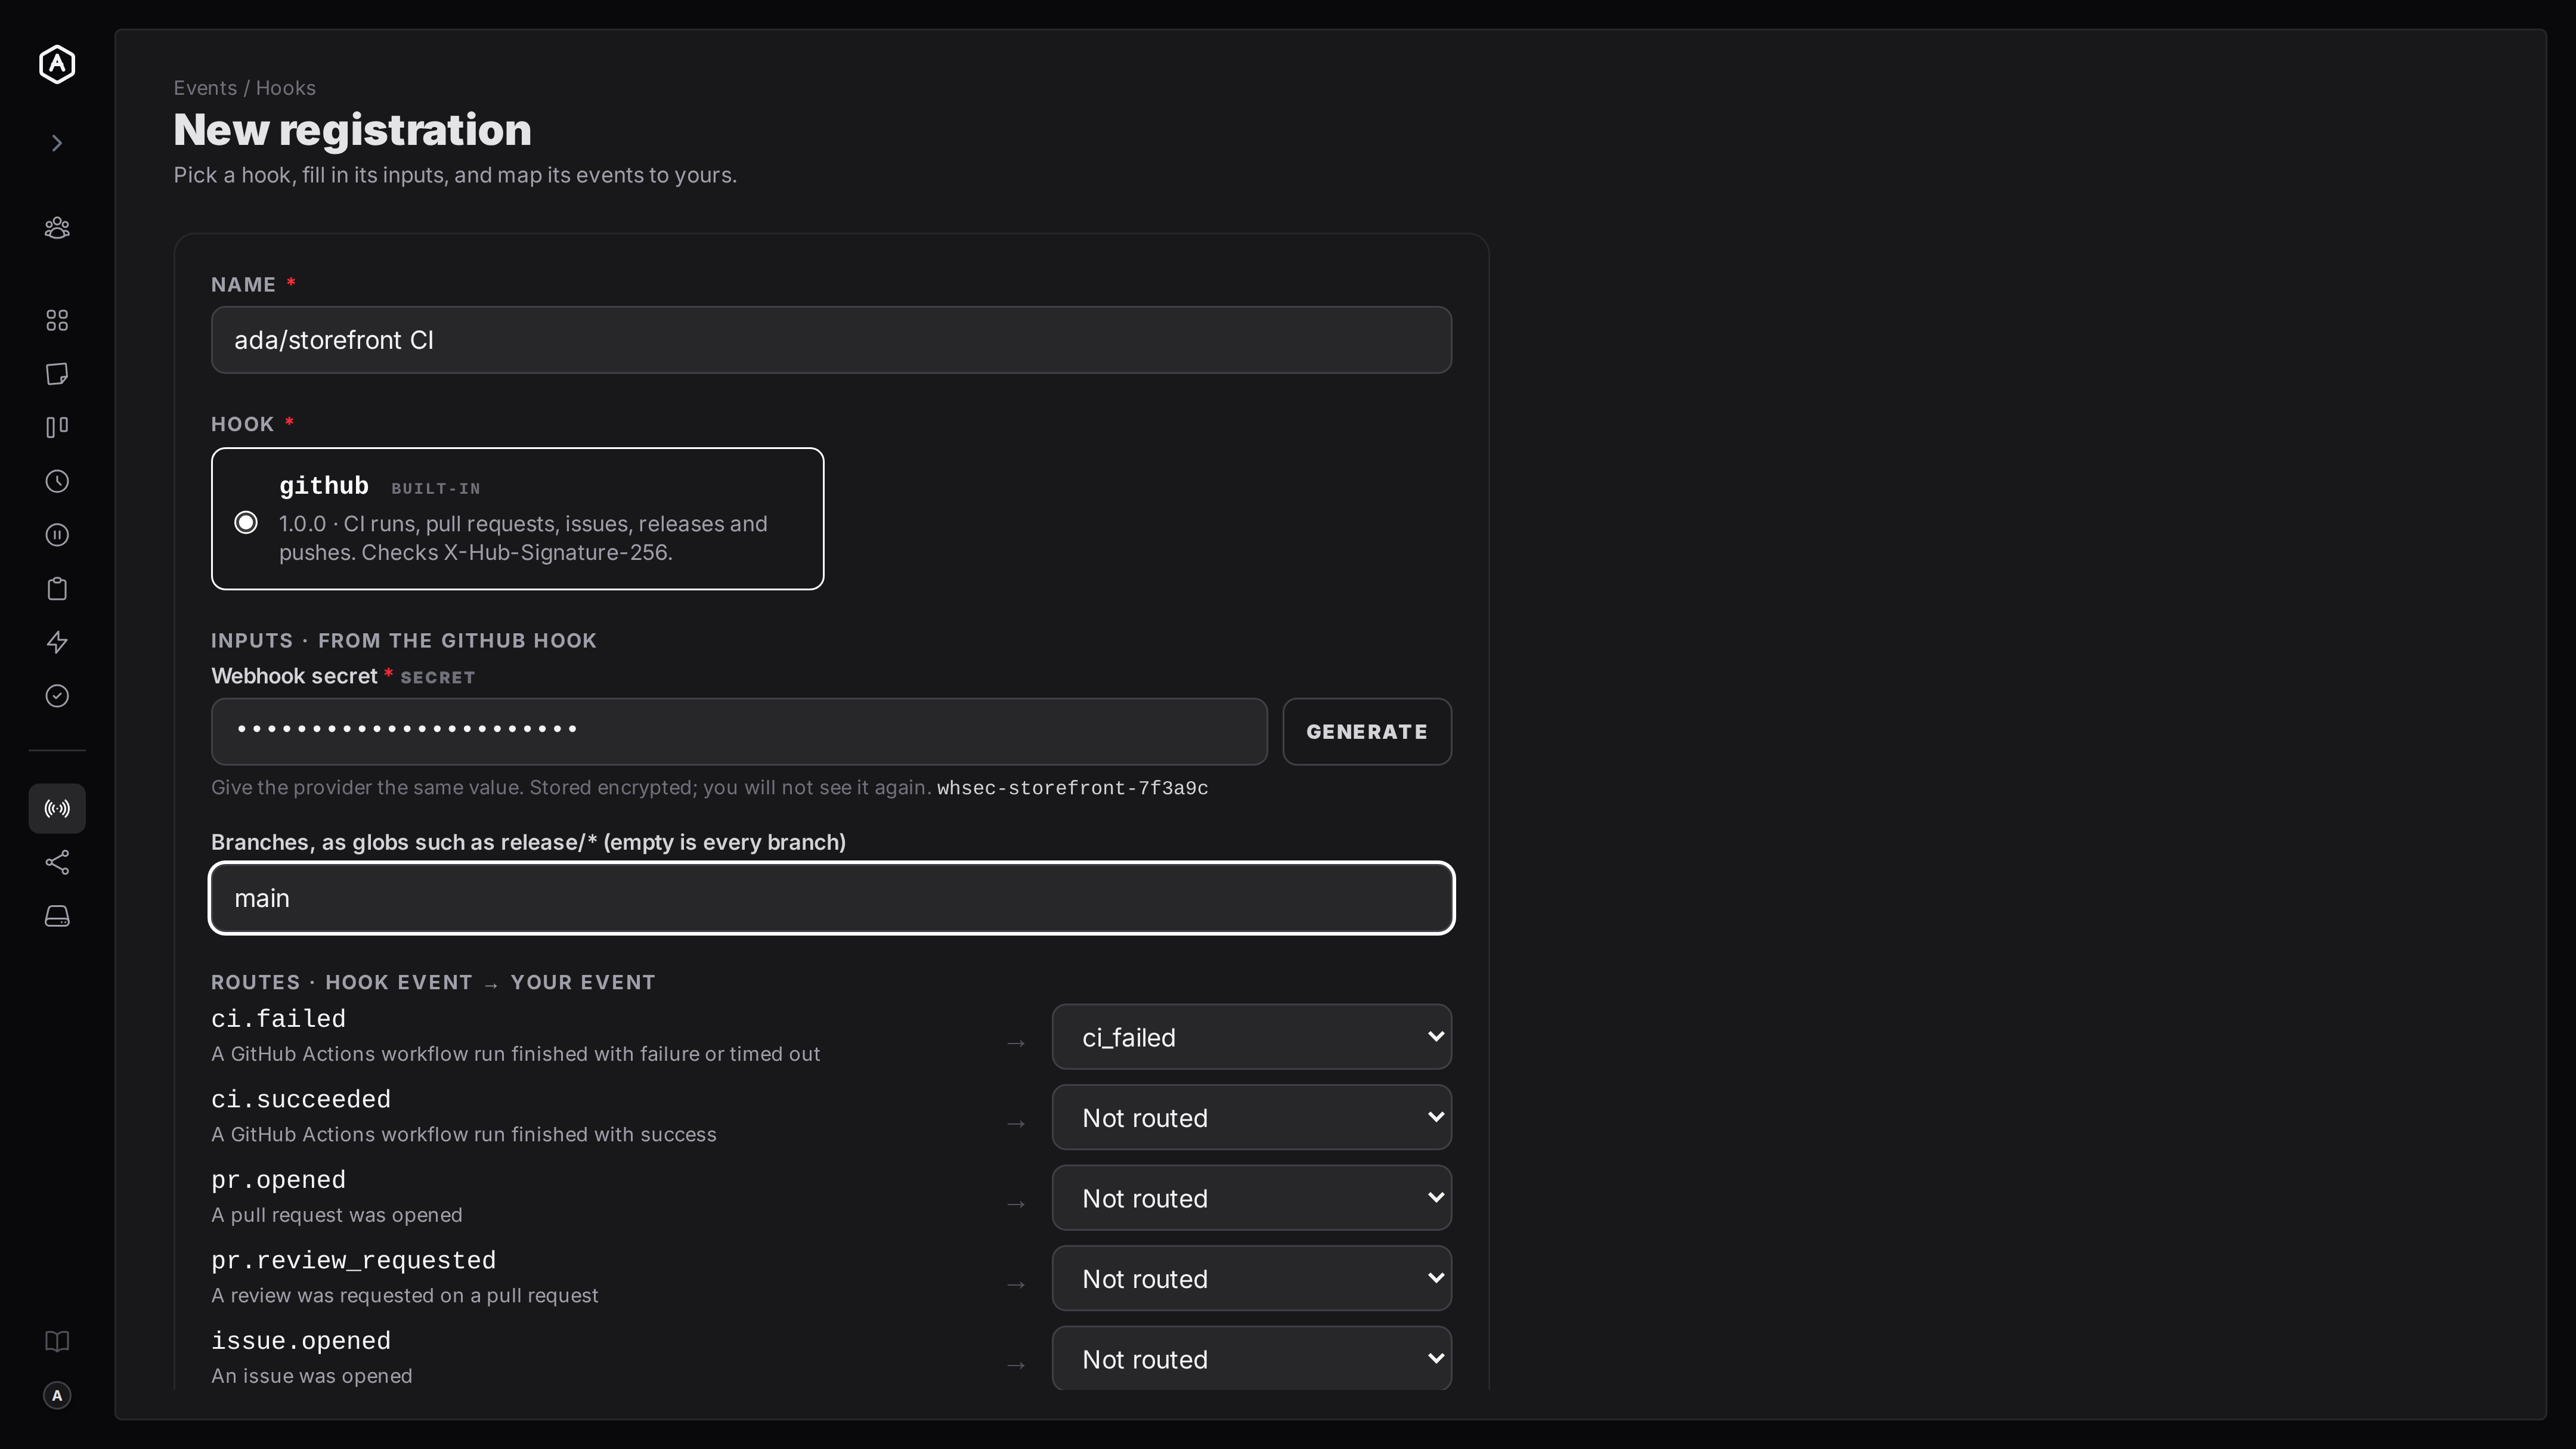 A
Events / Hooks
New registration
Pick a hook, fill in its inputs, and map its events to yours.
NAME *
ada/storefront CI
HOOK *
github BUILT-IN
1.0.0 · CI runs, pull requests, issues, releases and
pushes. Checks X-Hub-Signature-256.
INPUTS · FROM THE GITHUB HOOK
Webhook secret * SECRET
•••••••••••••••••••••••
GENERATE
Give the provider the same value. Stored encrypted; you will not see it again. whsec-storefront-7f3a9c
Branches, as globs such as release/* (empty is every branch)
main
ROUTES · HOOK EVENT → YOUR EVENT
ci.failed
A GitHub Actions workflow run finished with failure or timed out
→ ci_failed
ci.succeeded
A GitHub Actions workflow run finished with success
→ Not routed
pr.opened
A pull request was opened
→ Not routed
pr.review_requested
A review was requested on a pull request
→ Not routed
issue.opened
An issue was opened
→ Not routed
A